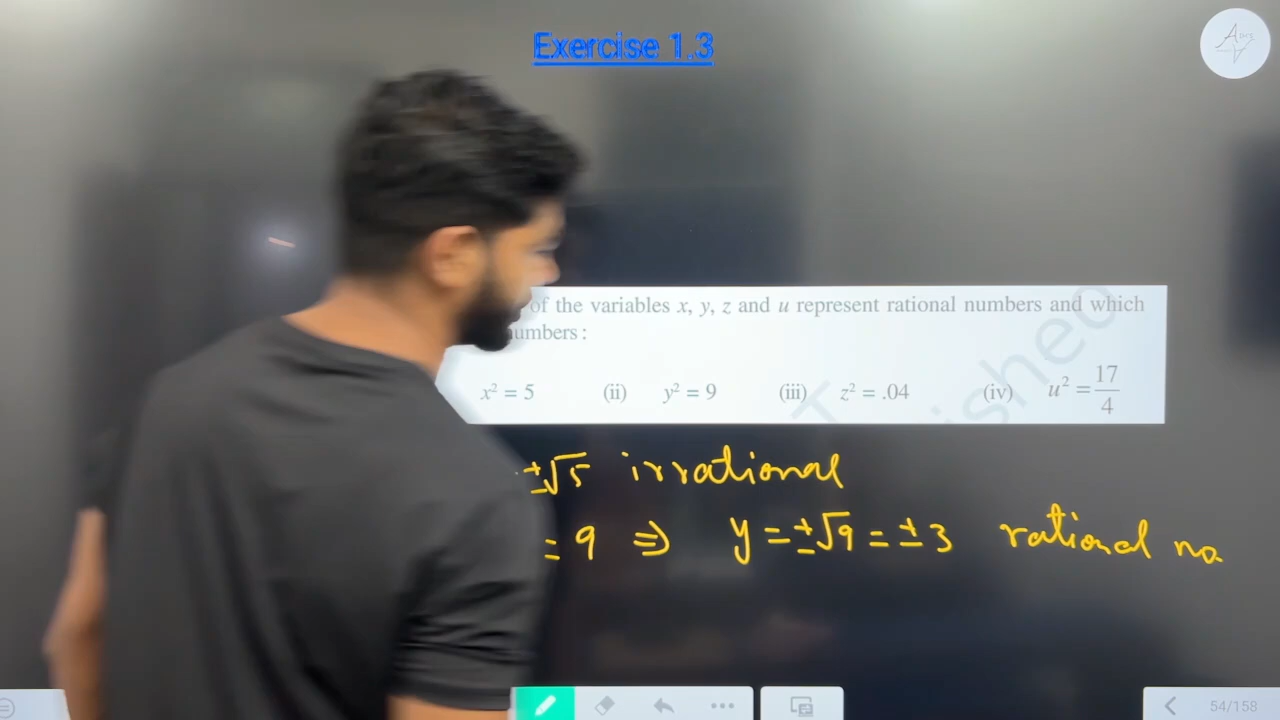 Exercise 1.3
of the variables x, y, z and u represent rational numbers and which
umbers :
x² = 5 (ii) y² = 9 (iii) z² = .04 (iv) u² = 17/4
±√5 irrational
= 9 ⇒ y = ±√9 = ±3 rational no.
54/158